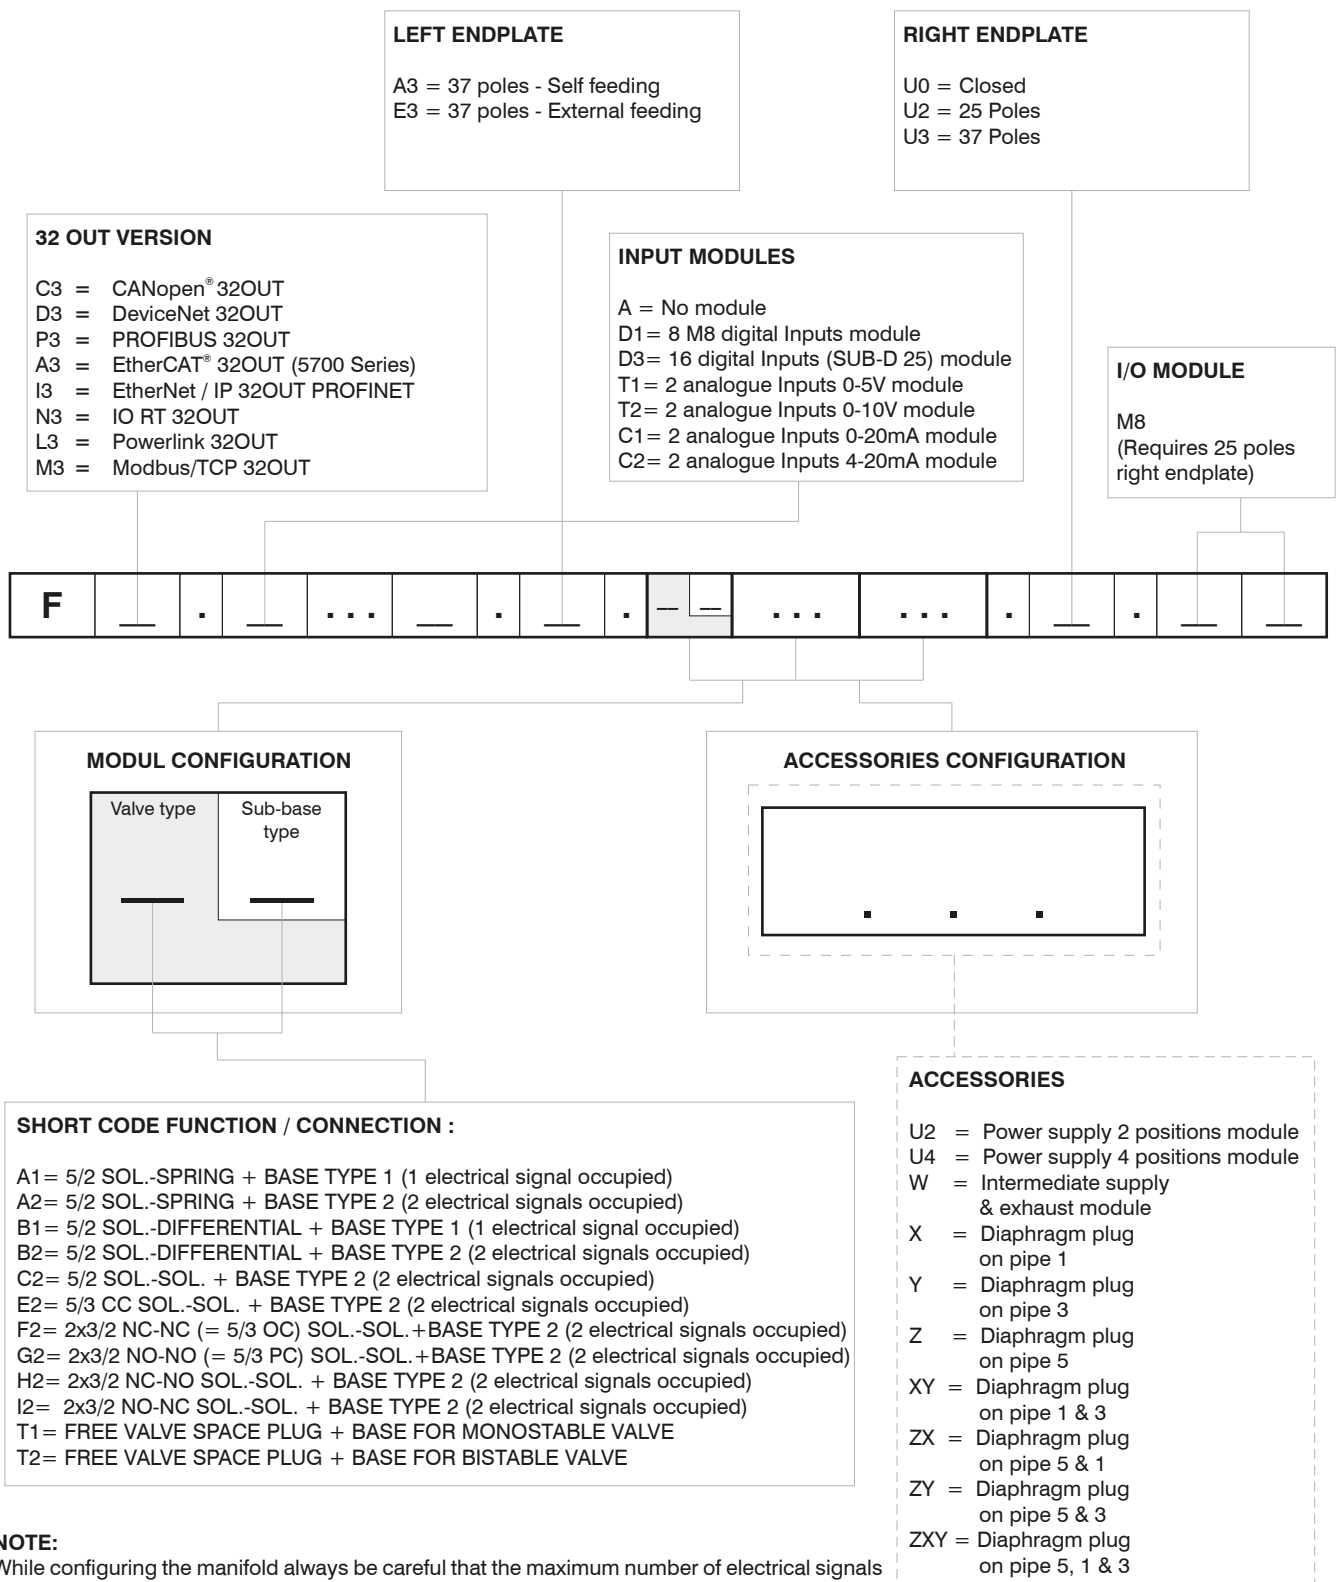 LEFT ENDPLATE
A3 = 37 poles - Self feeding
E3 = 37 poles - External feeding
RIGHT ENDPLATE
U0 = Closed
U2 = 25 Poles
U3 = 37 Poles
32 OUT VERSION
C3 = CANopen® 32OUT
D3 = DeviceNet 32OUT
P3 = PROFIBUS 32OUT
A3 = EtherCAT® 32OUT (5700 Series)
I3 = EtherNet / IP 32OUT PROFINET
N3 = IO RT 32OUT
L3 = Powerlink 32OUT
M3 = Modbus/TCP 32OUT
INPUT MODULES
A = No module
D1= 8 M8 digital Inputs module
D3= 16 digital Inputs (SUB-D 25) module
T1= 2 analogue Inputs 0-5V module
T2= 2 analogue Inputs 0-10V module
C1= 2 analogue Inputs 0-20mA module
C2= 2 analogue Inputs 4-20mA module
I/O MODULE
M8
(Requires 25 poles
right endplate)
F __ . __ ... __ . __ . __ __ ... ... . __ . __ __
MODUL CONFIGURATION
Valve type
Sub-base
type
ACCESSORIES CONFIGURATION
. . .
SHORT CODE FUNCTION / CONNECTION :
A1= 5/2 SOL.-SPRING + BASE TYPE 1 (1 electrical signal occupied)
A2= 5/2 SOL.-SPRING + BASE TYPE 2 (2 electrical signals occupied)
B1= 5/2 SOL.-DIFFERENTIAL + BASE TYPE 1 (1 electrical signal occupied)
B2= 5/2 SOL.-DIFFERENTIAL + BASE TYPE 2 (2 electrical signals occupied)
C2= 5/2 SOL.-SOL. + BASE TYPE 2 (2 electrical signals occupied)
E2= 5/3 CC SOL.-SOL. + BASE TYPE 2 (2 electrical signals occupied)
F2= 2x3/2 NC-NC (= 5/3 OC) SOL.-SOL.+BASE TYPE 2 (2 electrical signals occupied)
G2= 2x3/2 NO-NO (= 5/3 PC) SOL.-SOL.+BASE TYPE 2 (2 electrical signals occupied)
H2= 2x3/2 NC-NO SOL.-SOL. + BASE TYPE 2 (2 electrical signals occupied)
I2= 2x3/2 NO-NC SOL.-SOL. + BASE TYPE 2 (2 electrical signals occupied)
T1= FREE VALVE SPACE PLUG + BASE FOR MONOSTABLE VALVE
T2= FREE VALVE SPACE PLUG + BASE FOR BISTABLE VALVE
ACCESSORIES
U2 = Power supply 2 positions module
U4 = Power supply 4 positions module
W = Intermediate supply
& exhaust module
X = Diaphragm plug
on pipe 1
Y = Diaphragm plug
on pipe 3
Z = Diaphragm plug
on pipe 5
XY = Diaphragm plug
on pipe 1 & 3
ZX = Diaphragm plug
on pipe 5 & 1
ZY = Diaphragm plug
on pipe 5 & 3
ZXY = Diaphragm plug
on pipe 5, 1 & 3
NOTE:
While configuring the manifold always be careful that the maximum number of electrical signals